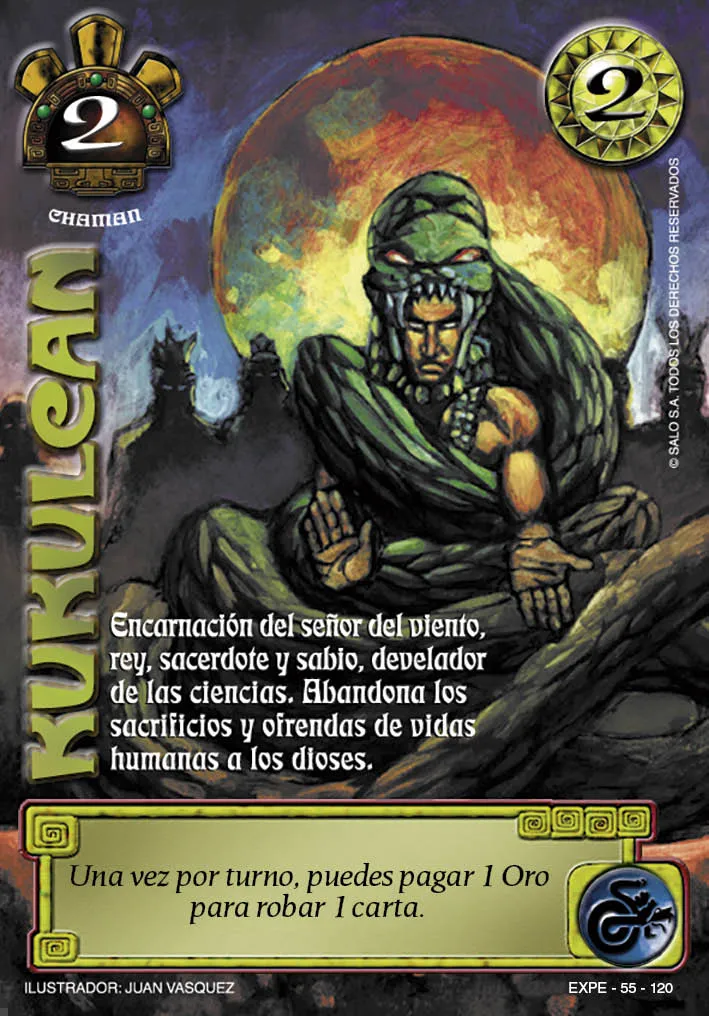 2
2
CHAMAN
KUKULCAN
© SALO S.A. TODOS LOS DERECHOS RESERVADOS
Encarnación del señor del viento,
rey, sacerdote y sabio, develador
de las ciencias. Abandona los
sacrificios y ofrendas de vidas
humanas a los dioses.
Una vez por turno, puedes pagar 1 Oro
para robar 1 carta.
ILUSTRADOR: JUAN VASQUEZ
EXPE - 55 - 120